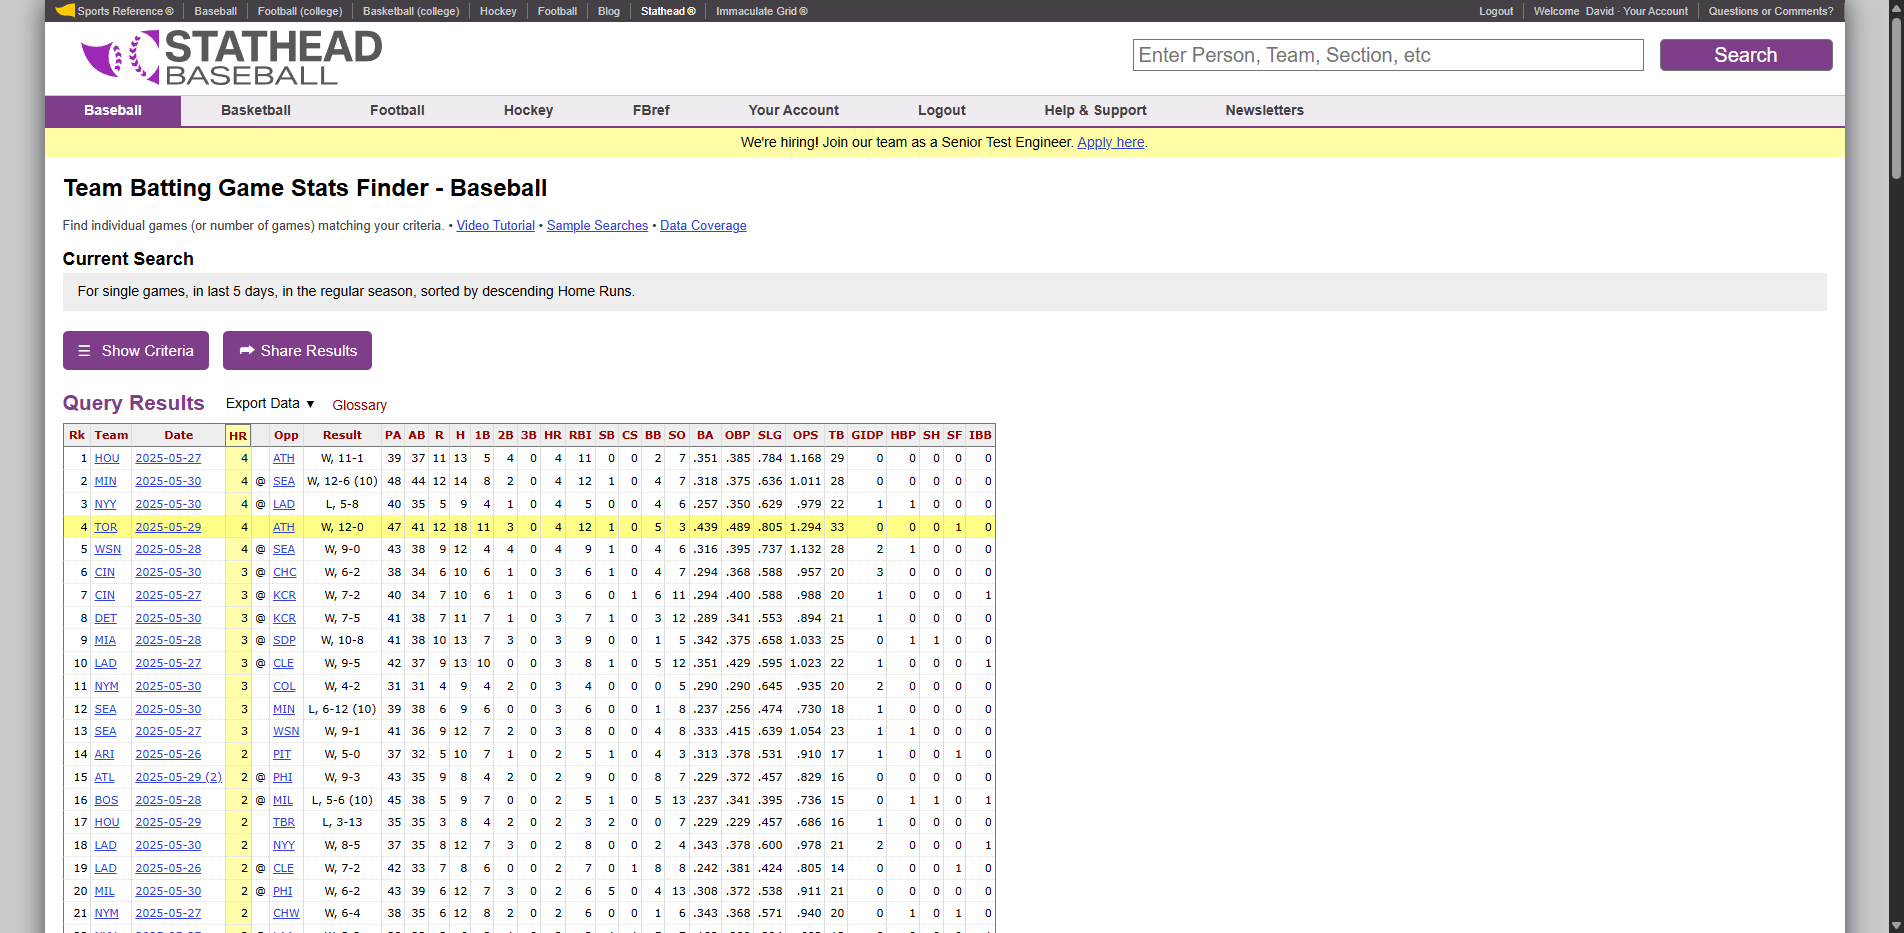 Sports Reference ® Baseball Football (college) Basketball (college) Hockey Football Blog Stathead ® Immaculate Grid ® Logout Welcome David · Your Account Questions or Comments?
STATHEAD
BASEBALL
Enter Person, Team, Section, etc Search
Baseball Basketball Football Hockey FBref Your Account Logout Help & Support Newsletters
We're hiring! Join our team as a Senior Test Engineer. Apply here.
Team Batting Game Stats Finder - Baseball
Find individual games (or number of games) matching your criteria. • Video Tutorial • Sample Searches • Data Coverage
Current Search
For single games, in last 5 days, in the regular season, sorted by descending Home Runs.
☰ Show Criteria Share Results
Query Results Export Data ▼ Glossary
Rk Team Date HR Opp Result PA AB R H 1B 2B 3B HR RBI SB CS BB SO BA OBP SLG OPS TB GIDP HBP SH SF IBB
1 HOU 2025-05-27 4 ATH W, 11-1 39 37 11 13 5 4 0 4 11 0 0 2 7 .351 .385 .784 1.168 29 0 0 0 0 0
2 MIN 2025-05-30 4 @ SEA W, 12-6 (10) 48 44 12 14 8 2 0 4 12 1 0 4 7 .318 .375 .636 1.011 28 0 0 0 0 0
3 NYY 2025-05-30 4 @ LAD L, 5-8 40 35 5 9 4 1 0 4 5 0 0 4 6 .257 .350 .629 .979 22 1 1 0 0 0
4 TOR 2025-05-29 4 ATH W, 12-0 47 41 12 18 11 3 0 4 12 1 0 5 3 .439 .489 .805 1.294 33 0 0 0 1 0
5 WSN 2025-05-28 4 @ SEA W, 9-0 43 38 9 12 4 4 0 4 9 1 0 4 6 .316 .395 .737 1.132 28 2 1 0 0 0
6 CIN 2025-05-30 3 @ CHC W, 6-2 38 34 6 10 6 1 0 3 6 1 0 4 7 .294 .368 .588 .957 20 3 0 0 0 0
7 CIN 2025-05-27 3 @ KCR W, 7-2 40 34 7 10 6 1 0 3 6 0 1 6 11 .294 .400 .588 .988 20 1 0 0 0 1
8 DET 2025-05-30 3 @ KCR W, 7-5 41 38 7 11 7 1 0 3 7 1 0 3 12 .289 .341 .553 .894 21 1 0 0 0 0
9 MIA 2025-05-28 3 @ SDP W, 10-8 41 38 10 13 7 3 0 3 9 0 0 1 5 .342 .375 .658 1.033 25 0 1 1 0 0
10 LAD 2025-05-27 3 @ CLE W, 9-5 42 37 9 13 10 0 0 3 8 1 0 5 12 .351 .429 .595 1.023 22 1 0 0 0 1
11 NYM 2025-05-30 3 COL W, 4-2 31 31 4 9 4 2 0 3 4 0 0 0 5 .290 .290 .645 .935 20 2 0 0 0 0
12 SEA 2025-05-30 3 MIN L, 6-12 (10) 39 38 6 9 6 0 0 3 6 0 0 1 8 .237 .256 .474 .730 18 1 0 0 0 0
13 SEA 2025-05-27 3 WSN W, 9-1 41 36 9 12 7 2 0 3 8 0 0 4 8 .333 .415 .639 1.054 23 1 1 0 0 0
14 ARI 2025-05-26 2 PIT W, 5-0 37 32 5 10 7 1 0 2 5 1 0 4 3 .313 .378 .531 .910 17 1 0 0 1 0
15 ATL 2025-05-29 (2) 2 @ PHI W, 9-3 43 35 9 8 4 2 0 2 9 0 0 8 7 .229 .372 .457 .829 16 0 0 0 0 0
16 BOS 2025-05-28 2 @ MIL L, 5-6 (10) 45 38 5 9 7 0 0 2 5 1 0 5 13 .237 .341 .395 .736 15 0 1 1 0 1
17 HOU 2025-05-29 2 TBR L, 3-13 35 35 3 8 4 2 0 2 3 2 0 0 7 .229 .229 .457 .686 16 1 0 0 0 0
18 LAD 2025-05-30 2 NYY W, 8-5 37 35 8 12 7 3 0 2 8 0 0 2 4 .343 .378 .600 .978 21 2 0 0 0 1
19 LAD 2025-05-26 2 @ CLE W, 7-2 42 33 7 8 6 0 0 2 7 0 1 8 8 .242 .381 .424 .805 14 0 0 0 1 0
20 MIL 2025-05-30 2 @ PHI W, 6-2 43 39 6 12 7 3 0 2 6 5 0 4 13 .308 .372 .538 .911 21 0 0 0 0 0
21 NYM 2025-05-27 2 CHW W, 6-4 38 35 6 12 8 2 0 2 6 0 0 1 6 .343 .368 .571 .940 20 0 1 0 1 0